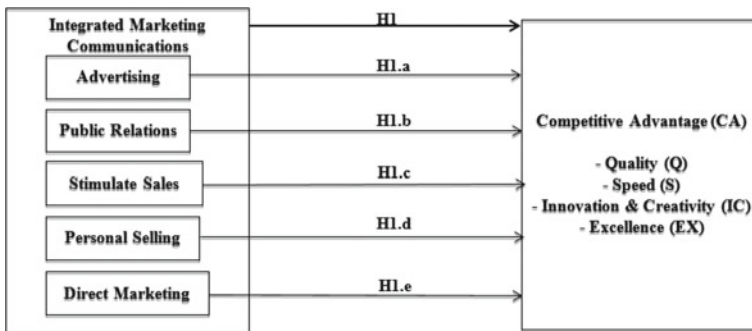 Integrated Marketing
Communications
Advertising
Public Relations
Stimulate Sales
Personal Selling
Direct Marketing
H1
H1.a
H1.b
H1.c
H1.d
H1.e
Competitive Advantage (CA)
- Quality (Q)
- Speed (S)
- Innovation & Creativity (IC)
- Excellence (EX)